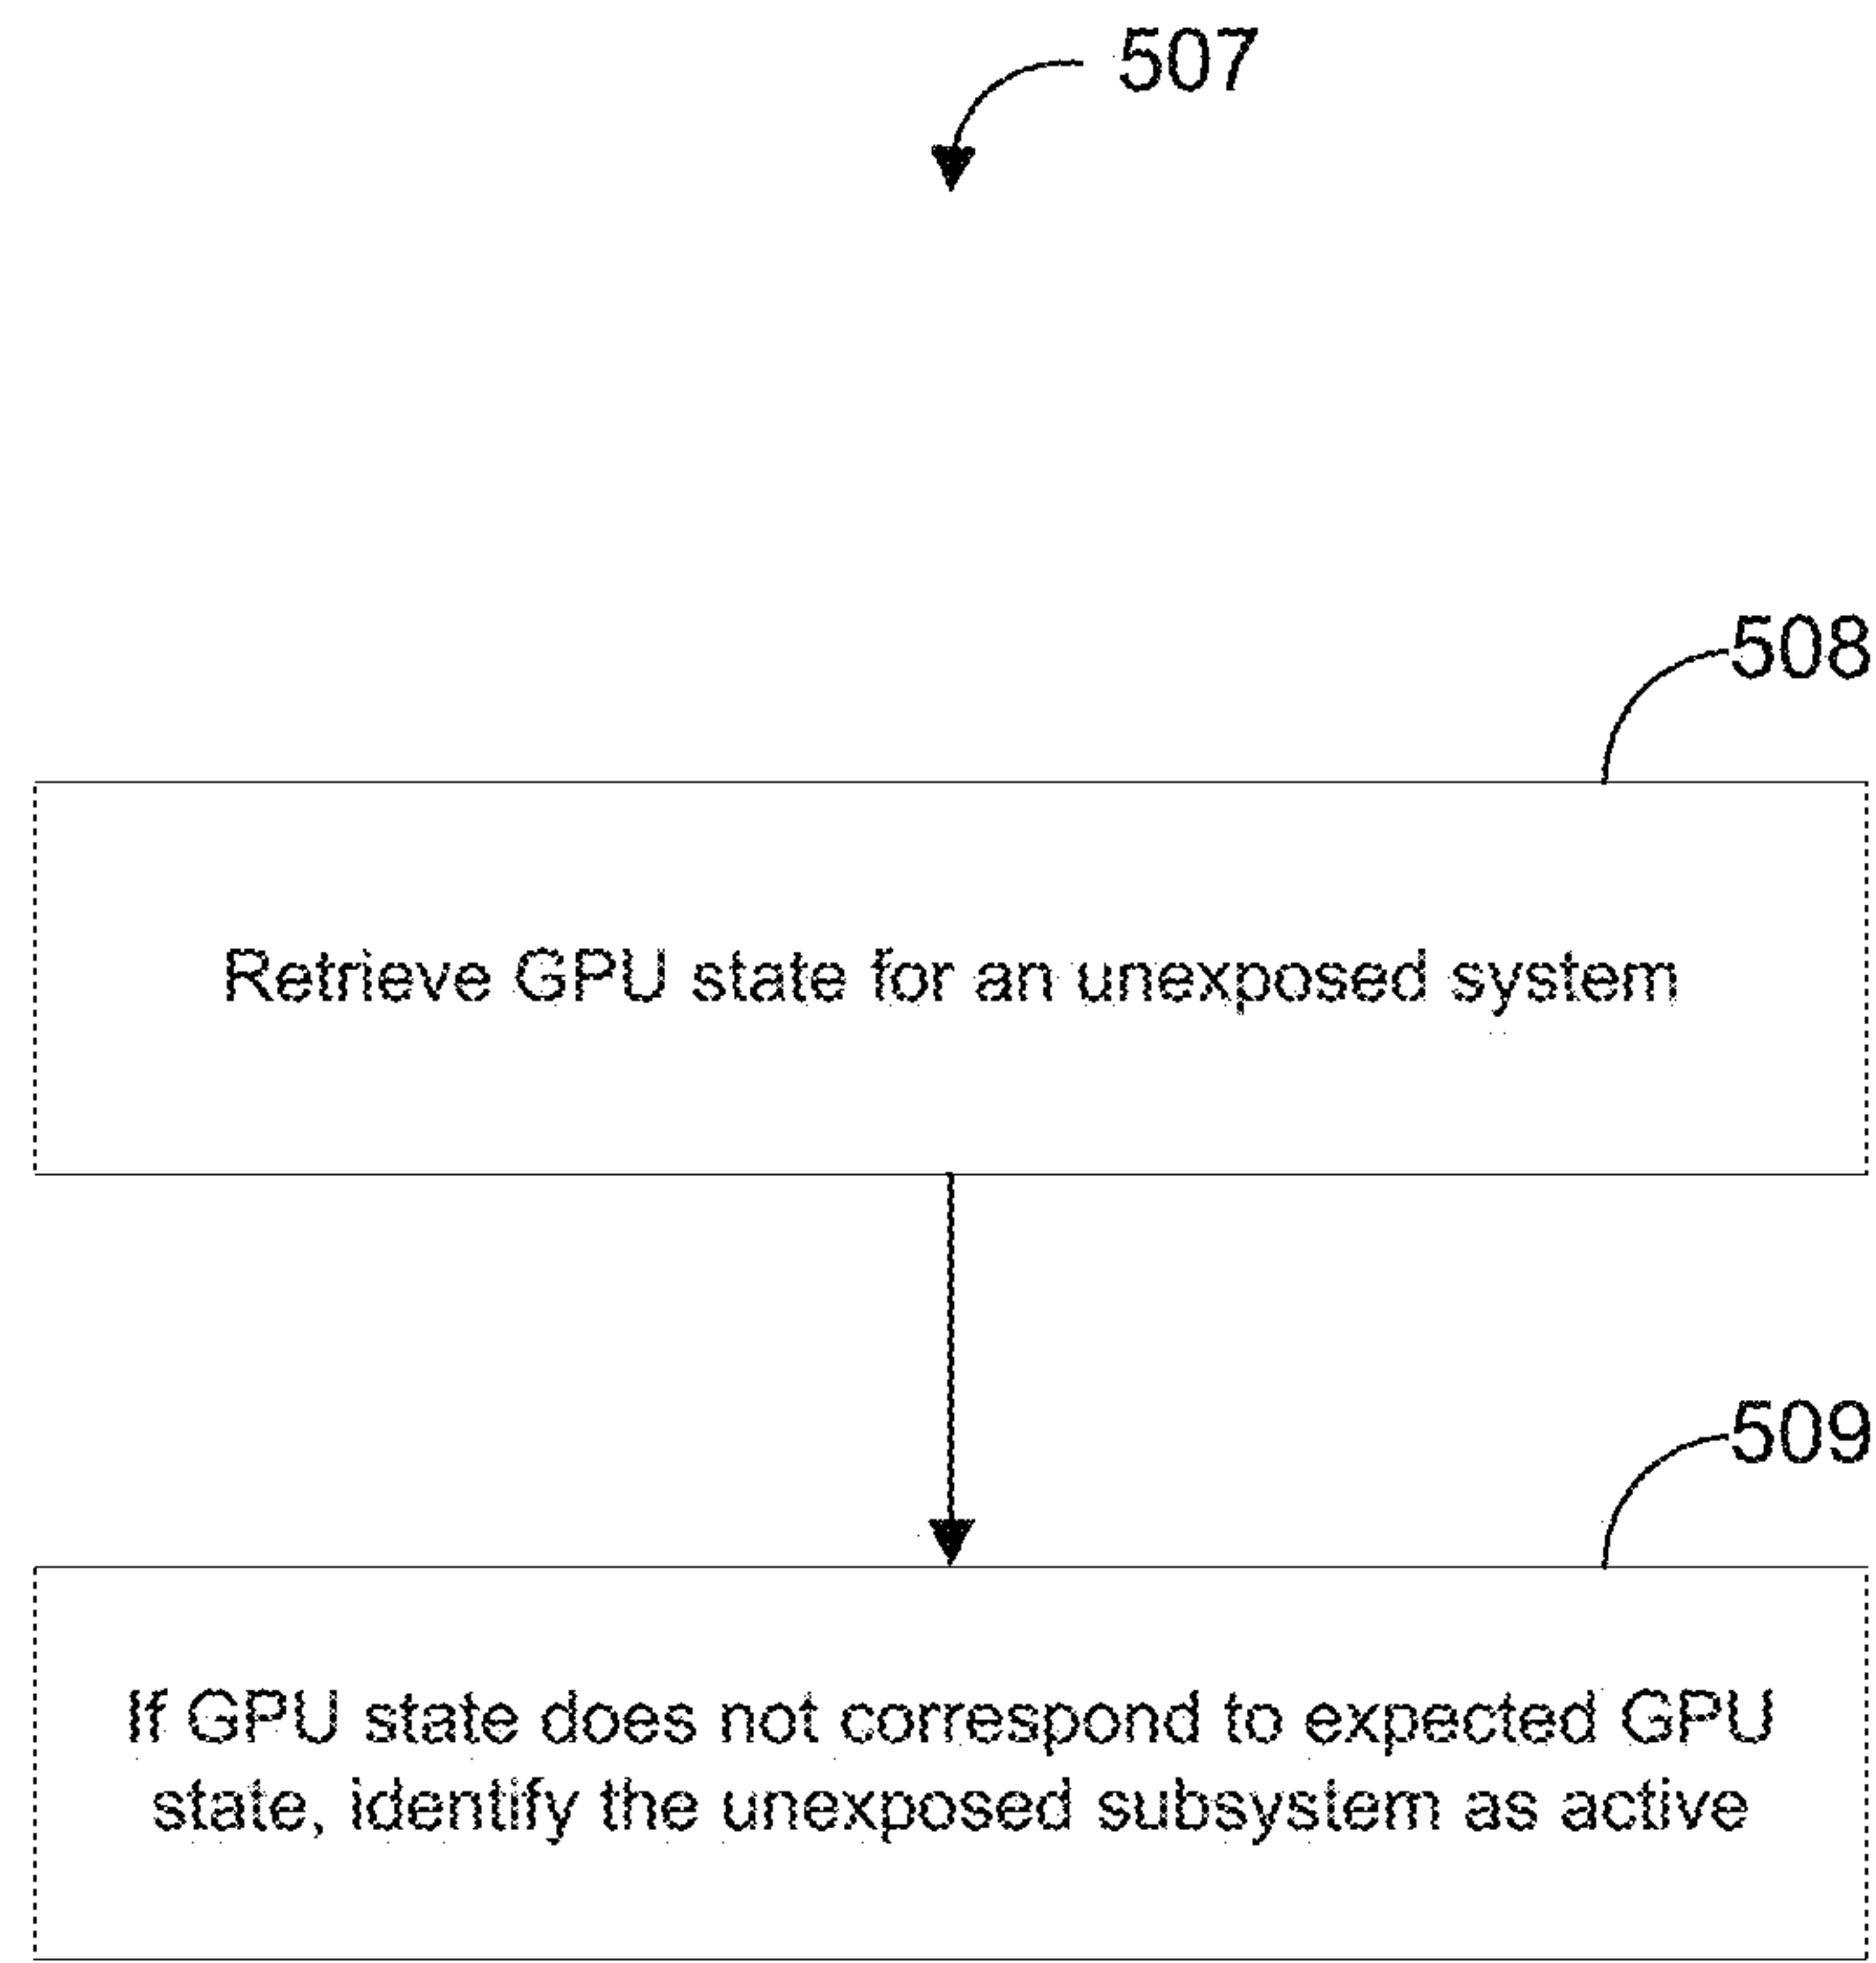 507
508
Retrieve GPU state for an unexposed system
509
If GPU state does not correspond to expected GPU
state, identify the unexposed subsystem as active